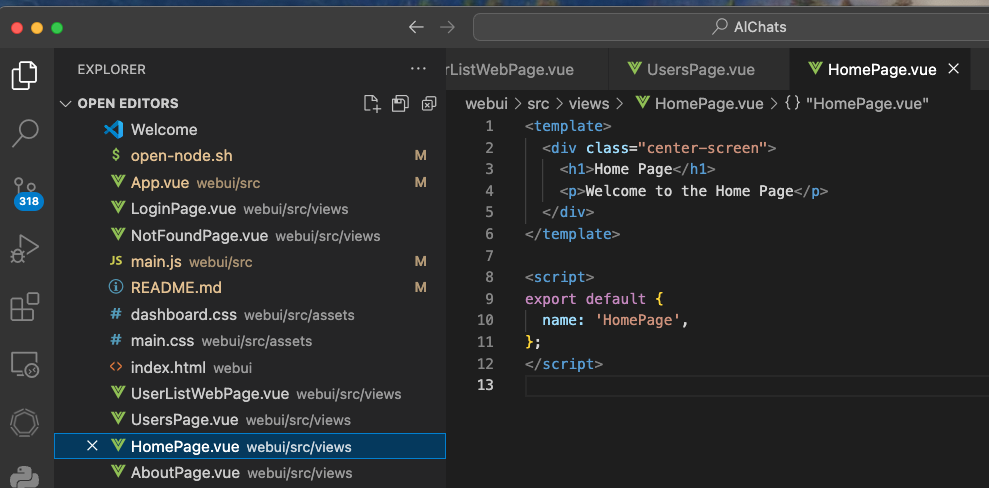 AIChats
EXPLORER
rListWebPage.vue
UsersPage.vue
HomePage.vue
OPEN EDITORS
webui > src > views > HomePage.vue > {} "HomePage.vue"
Welcome
open-node.sh M
App.vue webui/src M
LoginPage.vue webui/src/views
NotFoundPage.vue webui/src/views
318
JS main.js webui/src M
README.md M
# dashboard.css webui/src/assets
# main.css webui/src/assets
index.html webui
UserListWebPage.vue webui/src/views
UsersPage.vue webui/src/views
HomePage.vue webui/src/views
AboutPage.vue webui/src/views
1 <template>
2 <div class="center-screen">
3 <h1>Home Page</h1>
4 <p>Welcome to the Home Page</p>
5 </div>
6 </template>
7
8 <script>
9 export default {
10 name: 'HomePage',
11 };
12 </script>
13